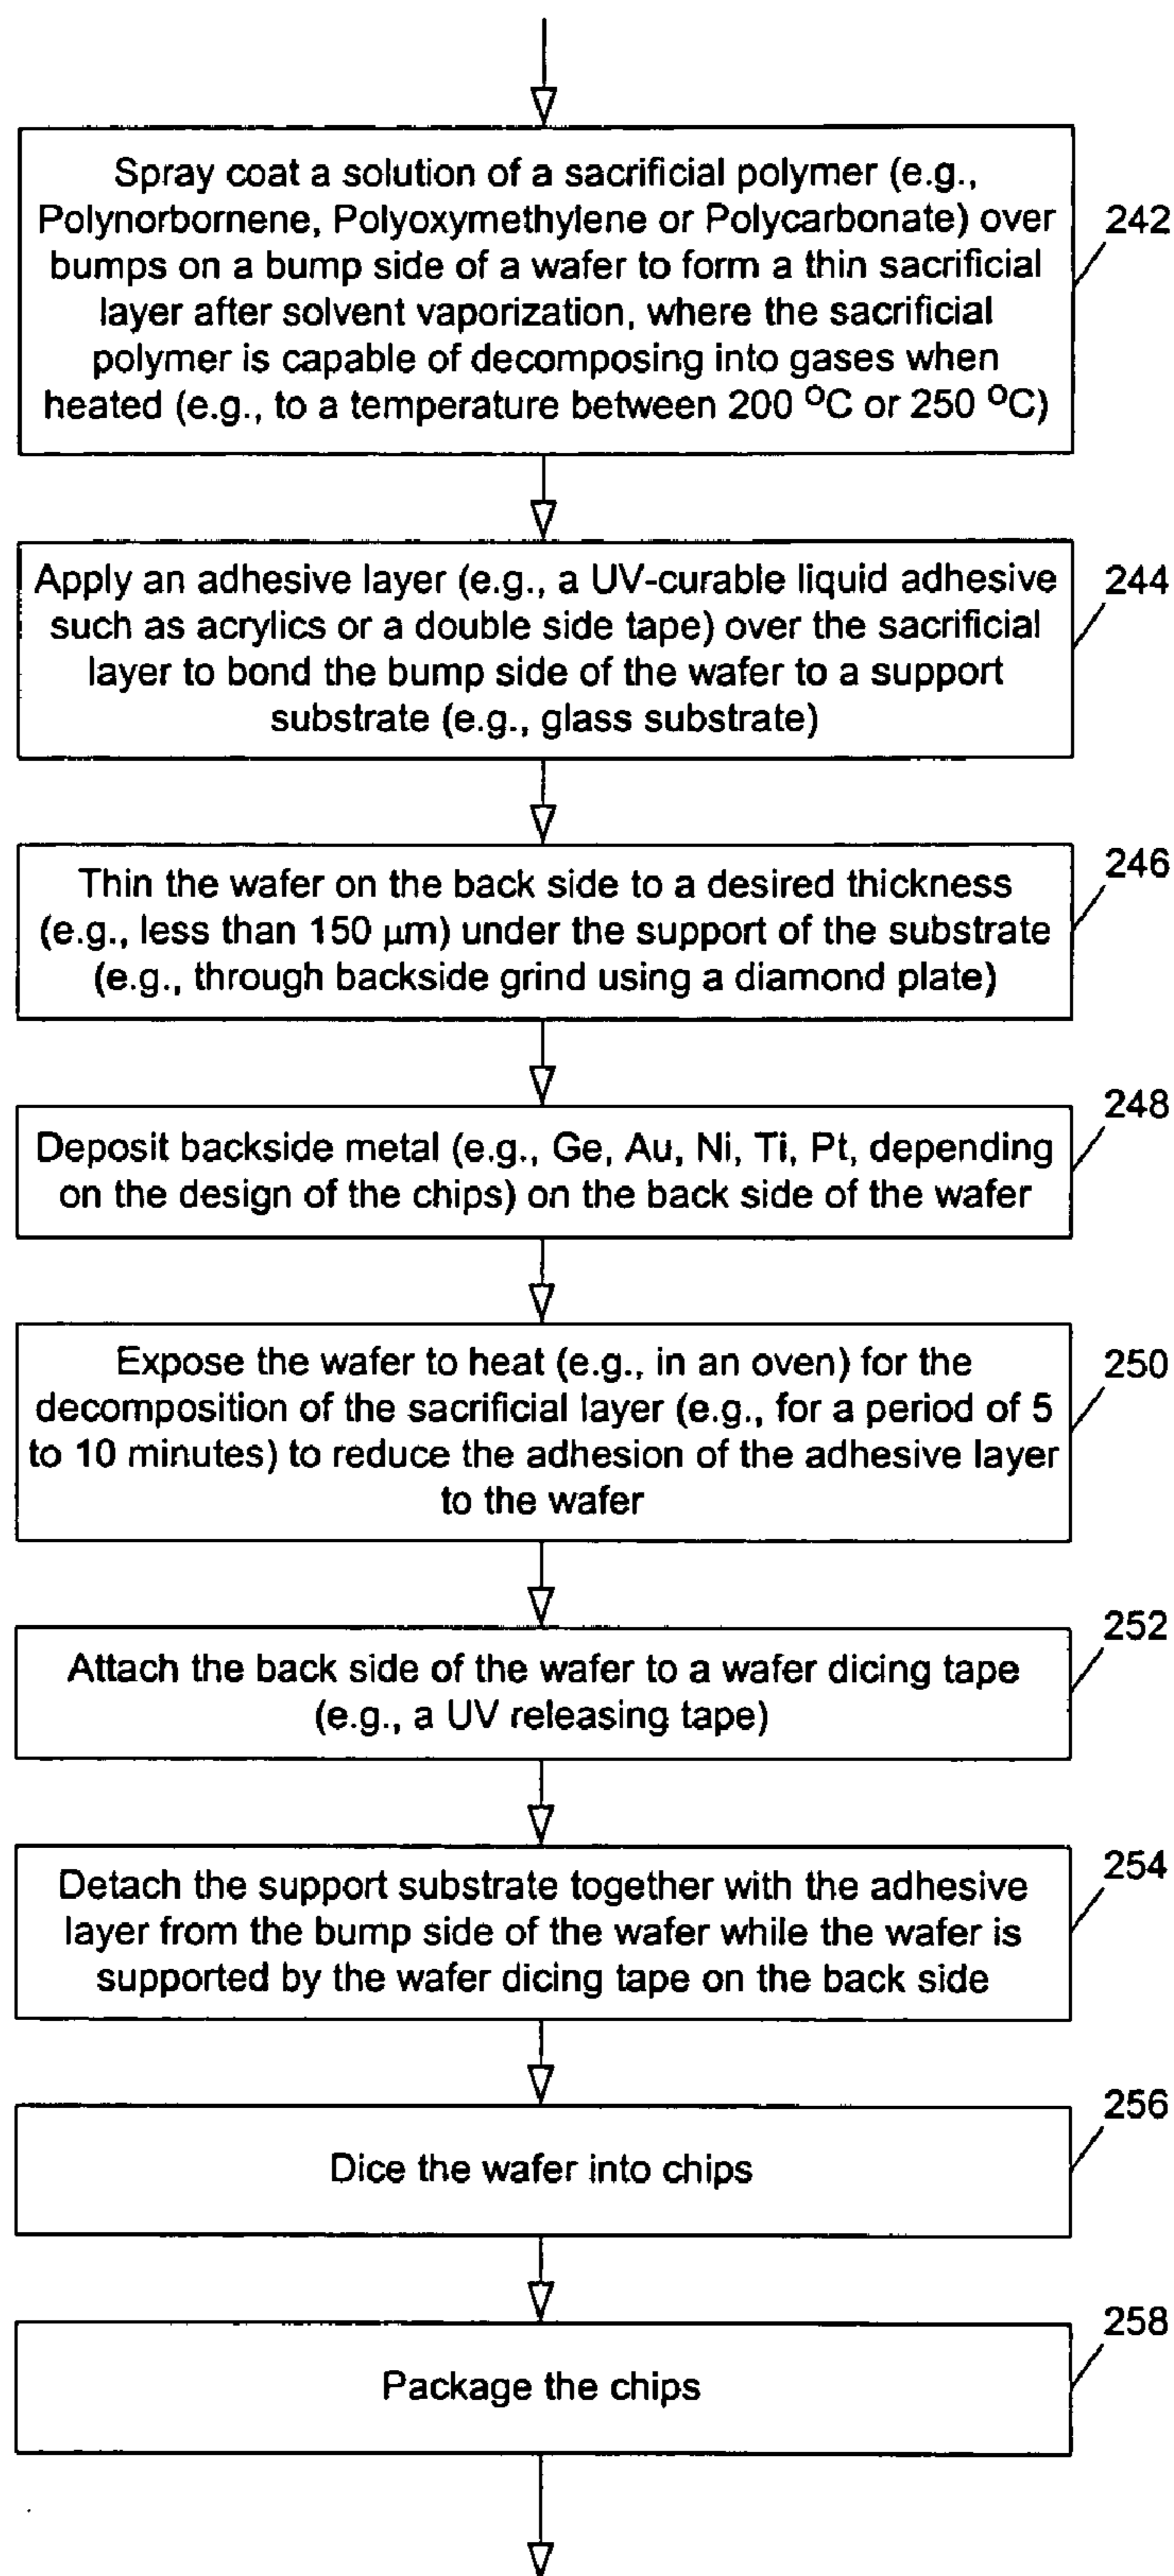 Spray coat a solution of a sacrificial polymer (e.g.,
Polynorbornene, Polyoxymethylene or Polycarbonate) over
bumps on a bump side of a wafer to form a thin sacrificial
layer after solvent vaporization, where the sacrificial
polymer is capable of decomposing into gases when
heated (e.g., to a temperature between 200 °C or 250 °C)
242
Apply an adhesive layer (e.g., a UV-curable liquid adhesive
such as acrylics or a double side tape) over the sacrificial
layer to bond the bump side of the wafer to a support
substrate (e.g., glass substrate)
244
Thin the wafer on the back side to a desired thickness
(e.g., less than 150 µm) under the support of the substrate
(e.g., through backside grind using a diamond plate)
246
Deposit backside metal (e.g., Ge, Au, Ni, Ti, Pt, depending
on the design of the chips) on the back side of the wafer
248
Expose the wafer to heat (e.g., in an oven) for the
decomposition of the sacrificial layer (e.g., for a period of 5
to 10 minutes) to reduce the adhesion of the adhesive layer
to the wafer
250
Attach the back side of the wafer to a wafer dicing tape
(e.g., a UV releasing tape)
252
Detach the support substrate together with the adhesive
layer from the bump side of the wafer while the wafer is
supported by the wafer dicing tape on the back side
254
Dice the wafer into chips
256
Package the chips
258